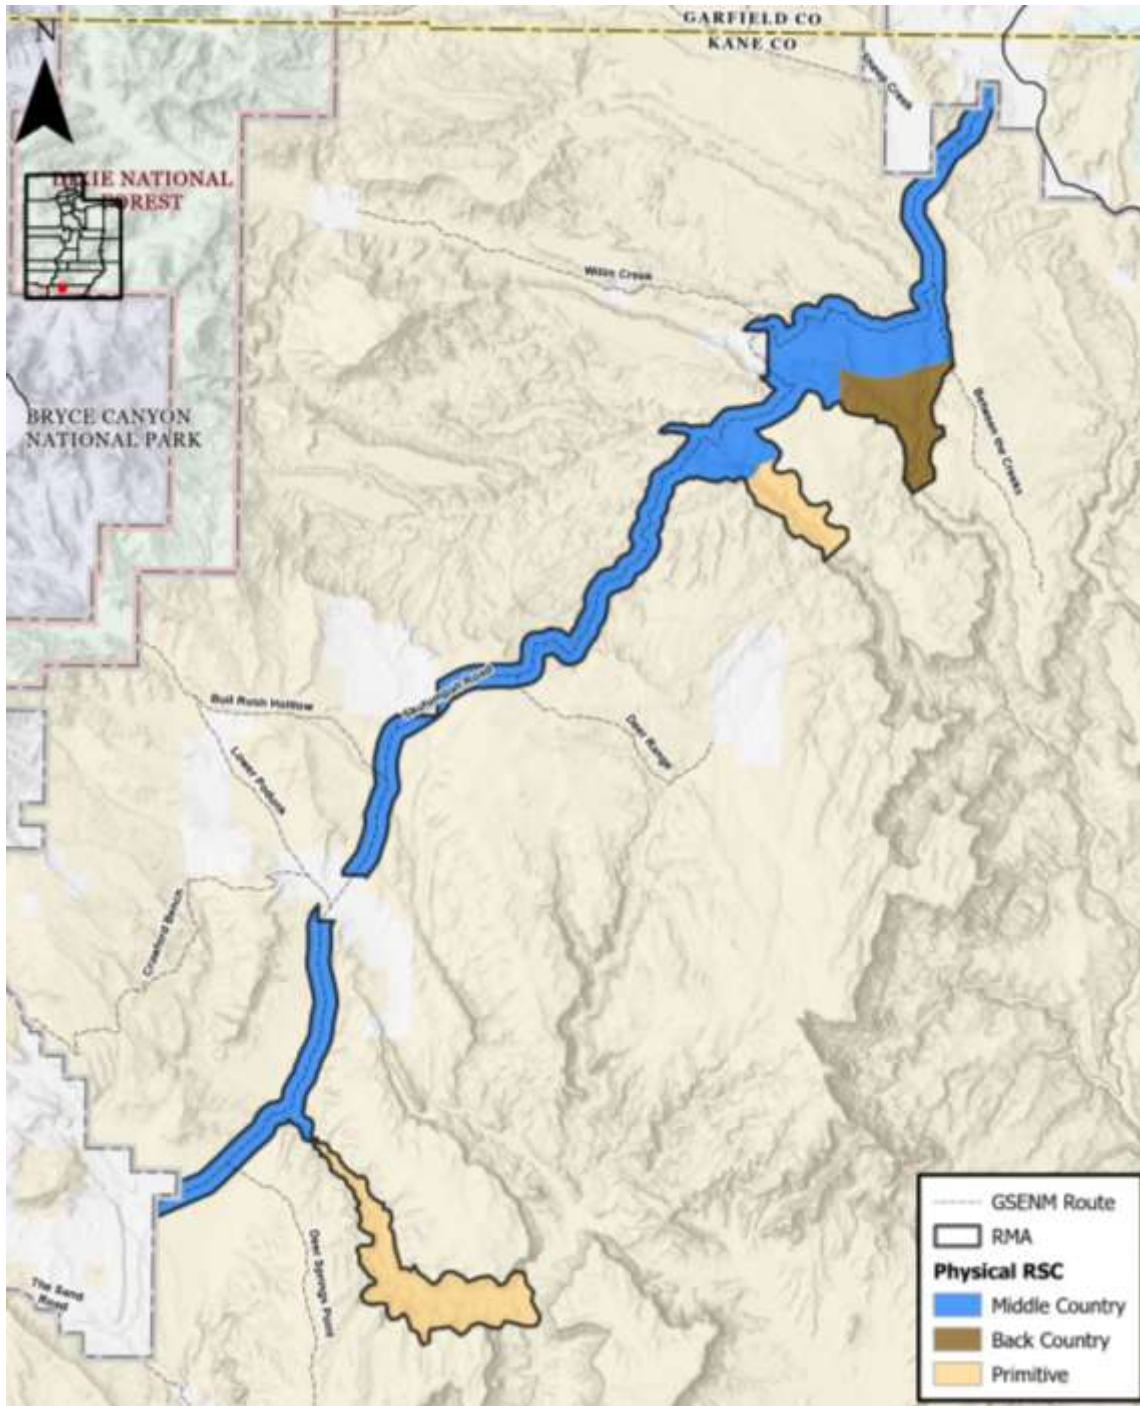 GARFIELD CO
KANE CO
N
DIXIE NATIONAL
FOREST
Willis Creek
BRYCE CANYON
NATIONAL PARK
Between the Creeks
Skutumpah Road
Bull Rush Hollow
Deer Range
Lower Podunk
Crawford Bench
Deer Springs Point
The Sand
Road
GSENM Route
RMA
Physical RSC
Middle Country
Back Country
Primitive